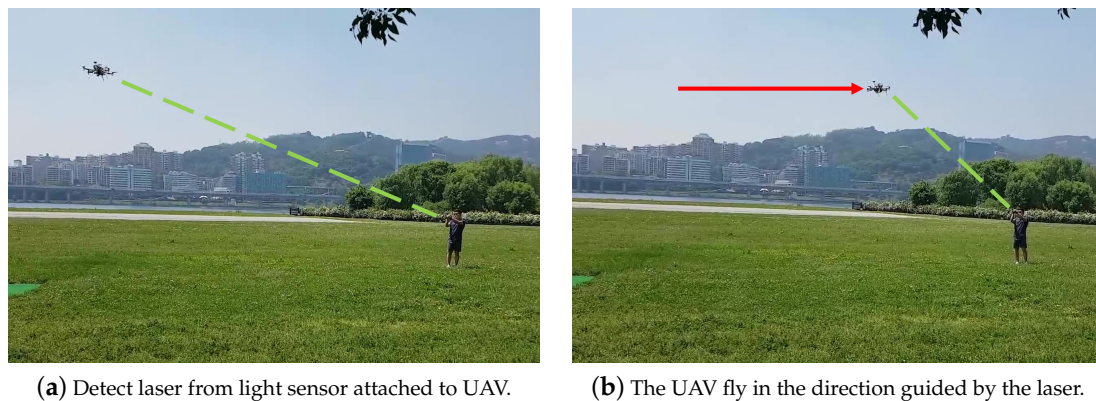 (a) Detect laser from light sensor attached to UAV.
(b) The UAV fly in the direction guided by the laser.